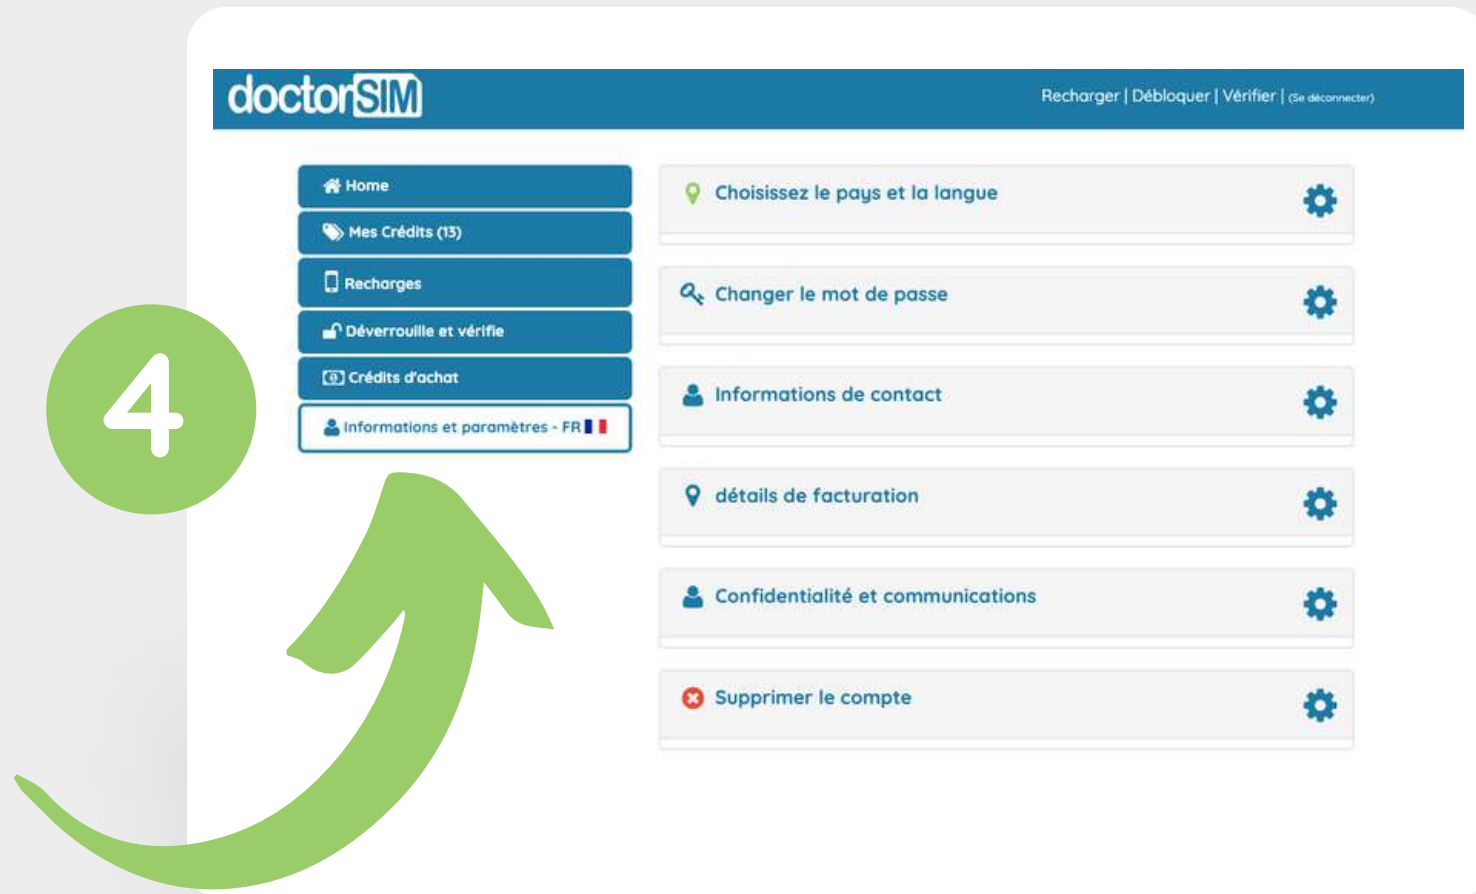 doctorSIM
Recharger | Débloquer | Vérifier | (Se déconnecter)
Home
Mes Crédits (13)
Recharges
Déverrouille et vérifie
Crédits d'achat
Informations et paramètres - FR
4
Choisissez le pays et la langue
Changer le mot de passe
Informations de contact
détails de facturation
Confidentialité et communications
Supprimer le compte